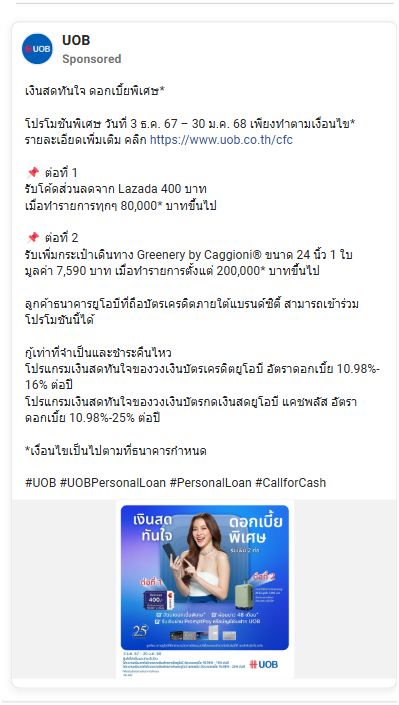 UOB
Sponsored
เงินสดทันใจ ดอกเบี้ยพิเศษ*
โปรโมชันพิเศษ วันที่ 3 ธ.ค. 67 – 30 ม.ค. 68 เพียงทำตามเงื่อนไข*
รายละเอียดเพิ่มเติม คลิก https://www.uob.co.th/cfc
📌 ต่อที่ 1
รับโค้ดส่วนลดจาก Lazada 400 บาท
เมื่อทำรายการทุกๆ 80,000* บาทขึ้นไป
📌 ต่อที่ 2
รับเพิ่มกระเป๋าเดินทาง Greenery by Caggioni® ขนาด 24 นิ้ว 1 ใบ
มูลค่า 7,590 บาท เมื่อทำรายการตั้งแต่ 200,000* บาทขึ้นไป
ลูกค้าธนาคารยูโอบีที่ถือบัตรเครดิตภายใต้แบรนด์ซิตี้ สามารถเข้าร่วม
โปรโมชันนี้ได้
กู้เท่าที่จำเป็นและชำระคืนไหว
โปรแกรมเงินสดทันใจของวงเงินบัตรเครดิตยูโอบี อัตราดอกเบี้ย 10.98%-
16% ต่อปี
โปรแกรมเงินสดทันใจของวงเงินบัตรกดเงินสดยูโอบี แคชพลัส อัตรา
ดอกเบี้ย 10.98%-25% ต่อปี
*เงื่อนไขเป็นไปตามที่ธนาคารกำหนด
#UOB #UOBPersonalLoan #PersonalLoan #CallforCash
เงินสด ดอกเบี้ย
ทันใจ พิเศษ
รับเพิ่ม 2 ต่อ
ต่อที่ 1
ต่อที่ 2
400.-
25
UOB